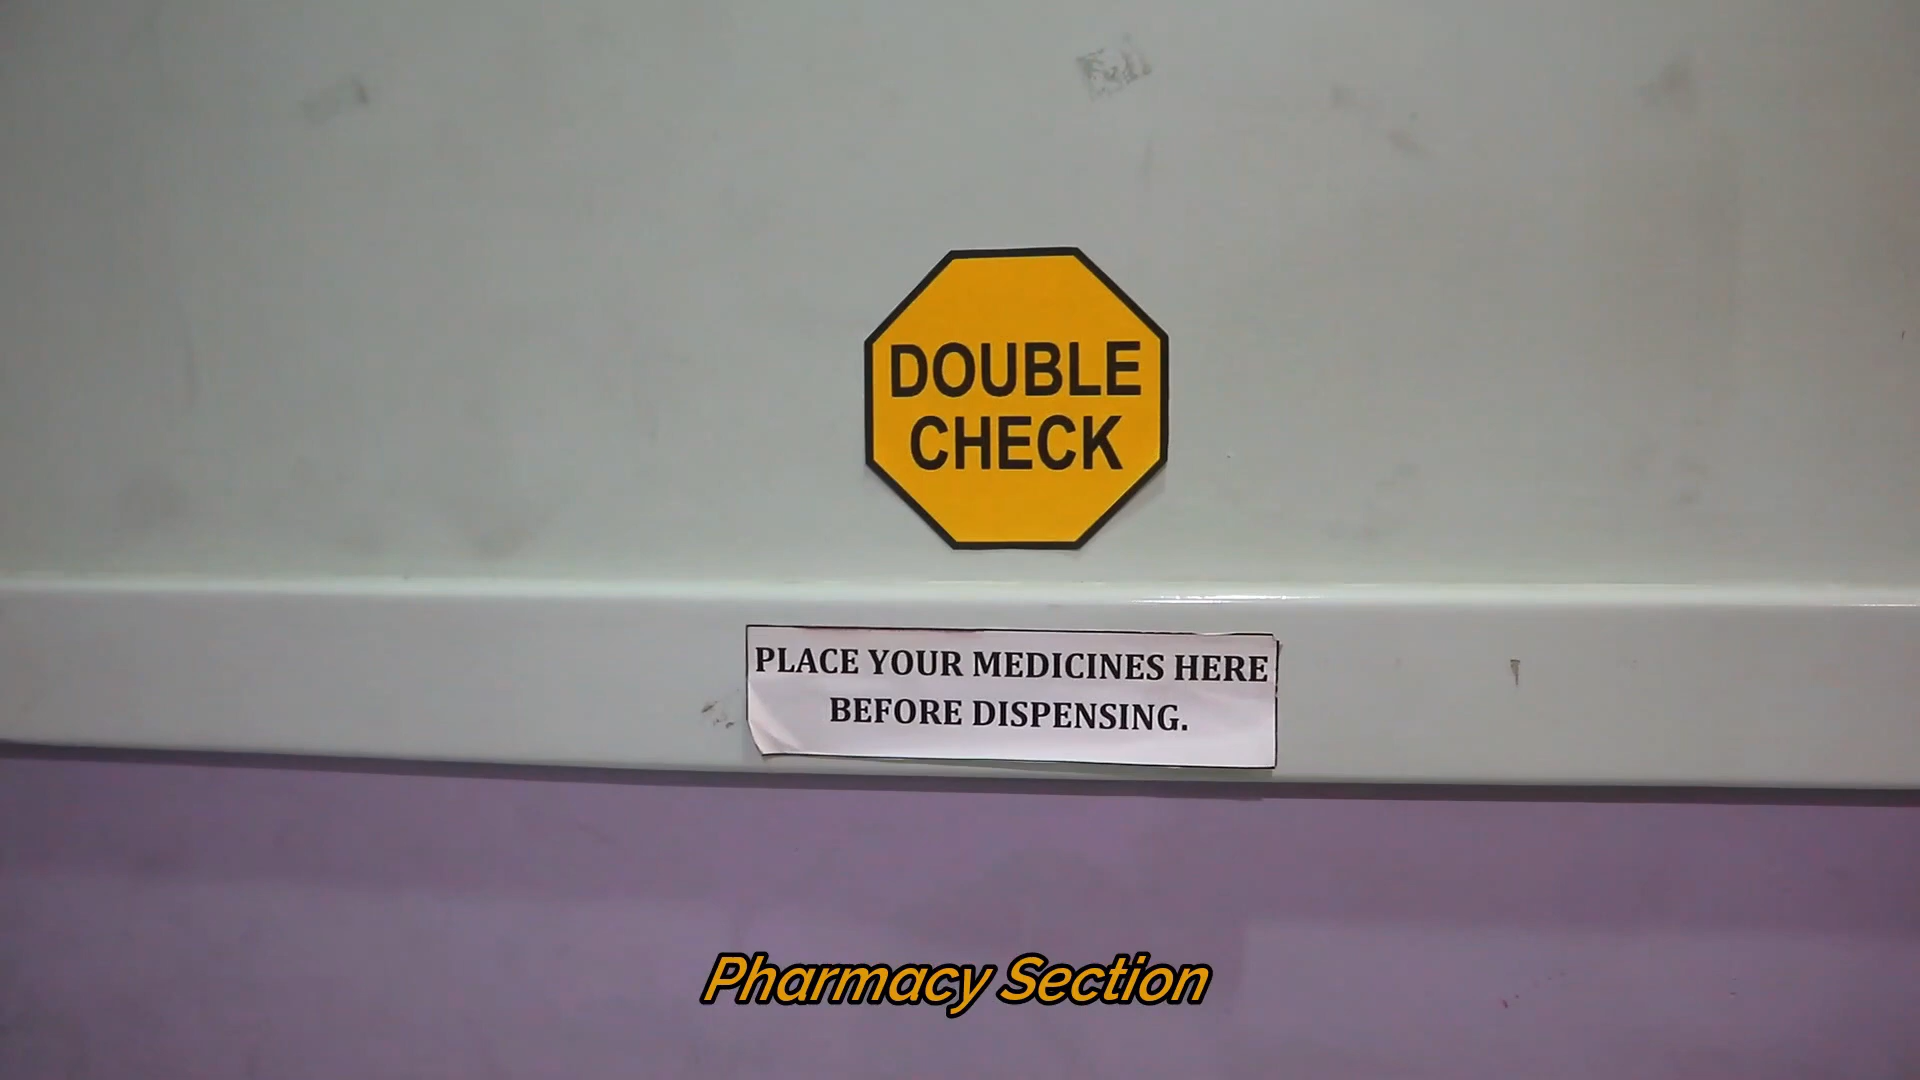 DOUBLE
CHECK
PLACE YOUR MEDICINES HERE
BEFORE DISPENSING.
Pharmacy Section